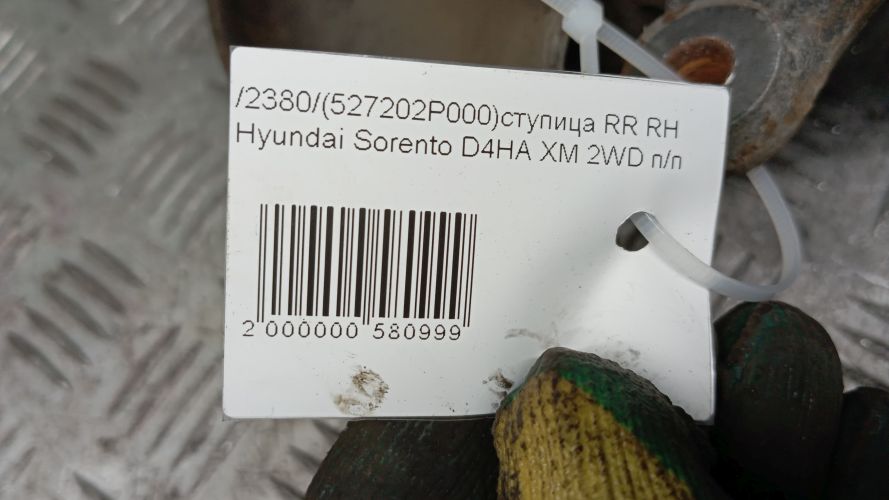 /2380/(527202P000)ступица RR RH
Hyundai Sorento D4HA XM 2WD п/п
2 000000 580999